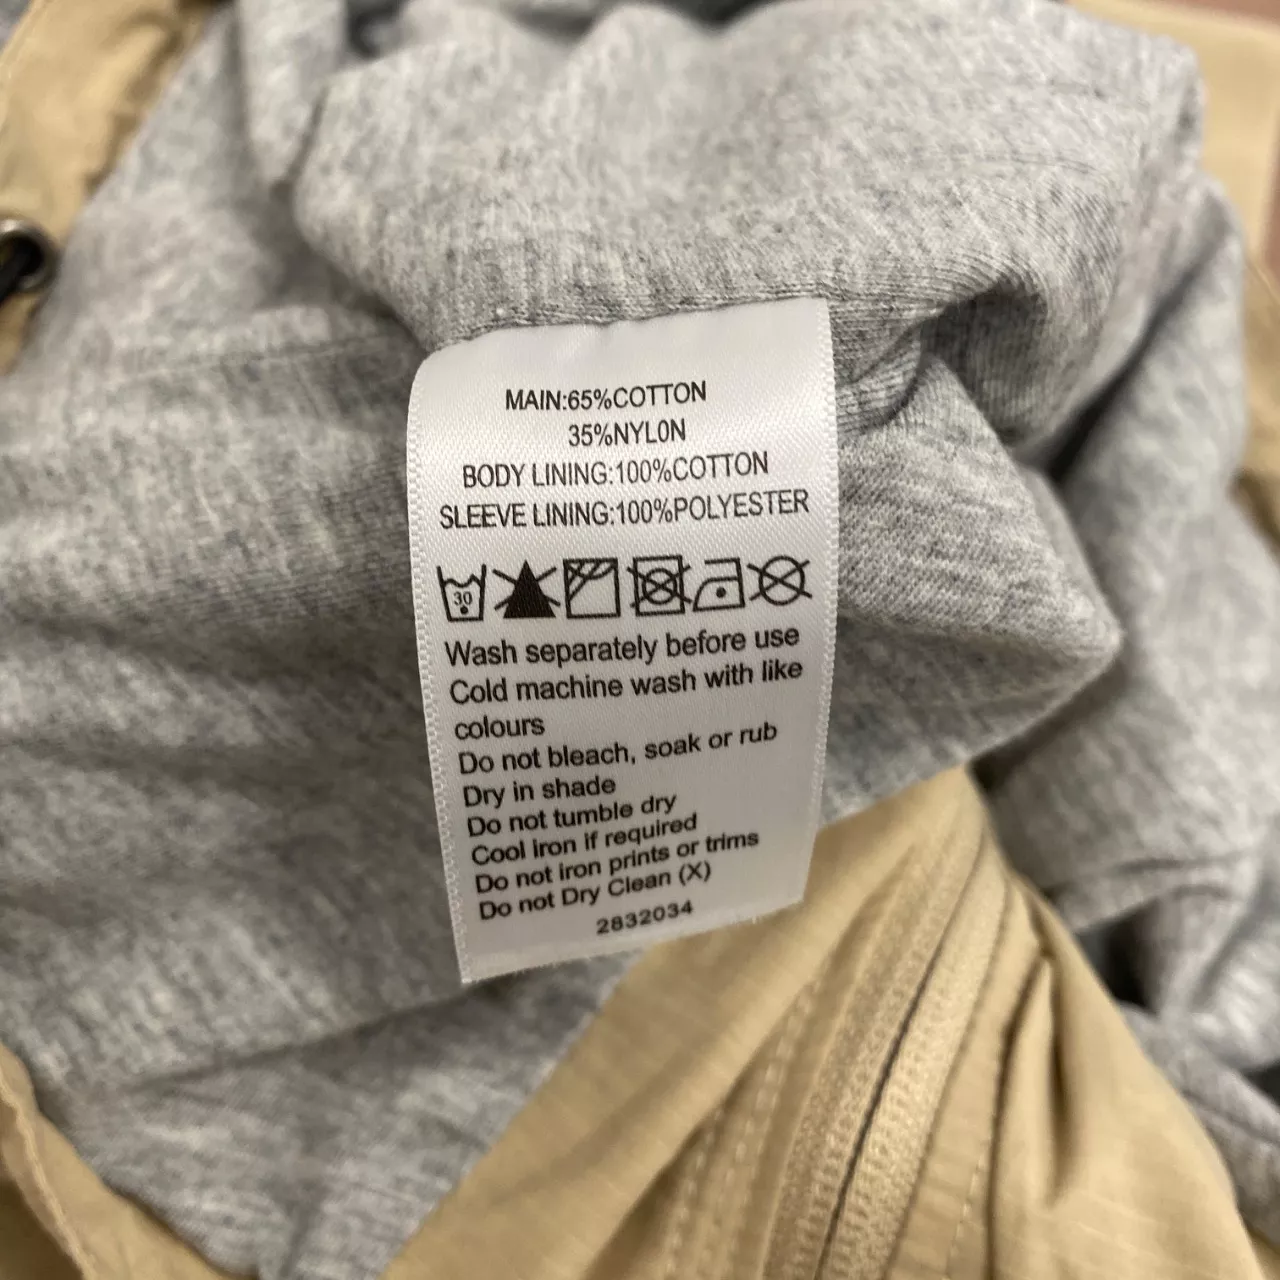 MAIN:65%COTTON
35%NYLON
BODY LINING:100%COTTON
SLEEVE LINING:100%POLYESTER
30
Wash separately before use
Cold machine wash with like
colours
Do not bleach, soak or rub
Dry in shade
Do not tumble dry
Cool iron if required
Do not iron prints or trims
Do not Dry Clean (X)
2832034